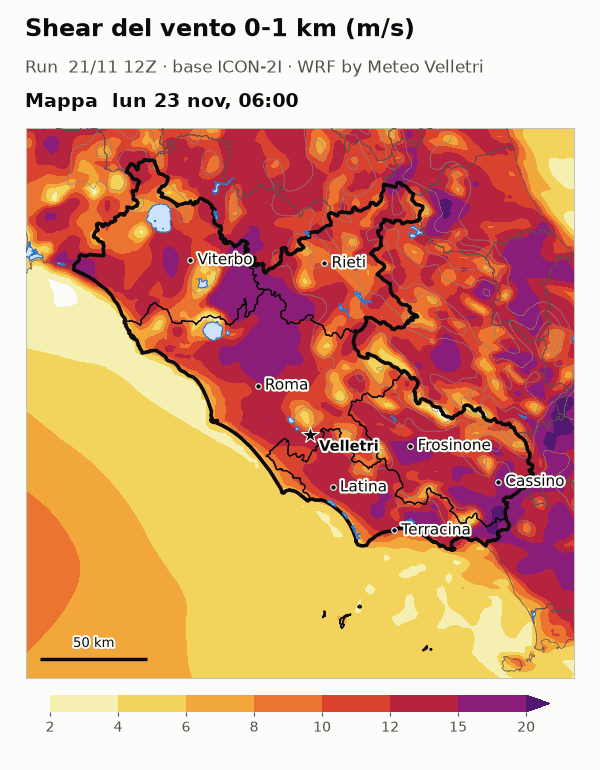 Shear del vento 0-1 km (m/s)
Run  21/11 12Z · base ICON-2I · WRF by Meteo Velletri
Mappa  lun 23 nov, 06:00
Viterbo
Rieti
Roma
Velletri
Frosinone
Latina
Cassino
Terracina
50 km
2 4 6 8 10 12 15 20